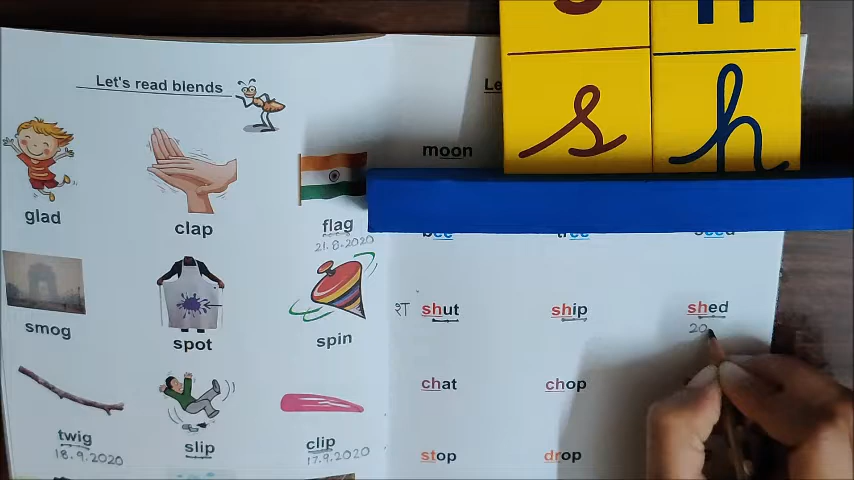 Let's read blends
glad
clap
flag
21.8.2020
smog
spot
spin
twig
18.9.2020
slip
clip
17.9.2020
Le
moon
s
h
श shut
ship
shed
20
chat
chop
stop
drop